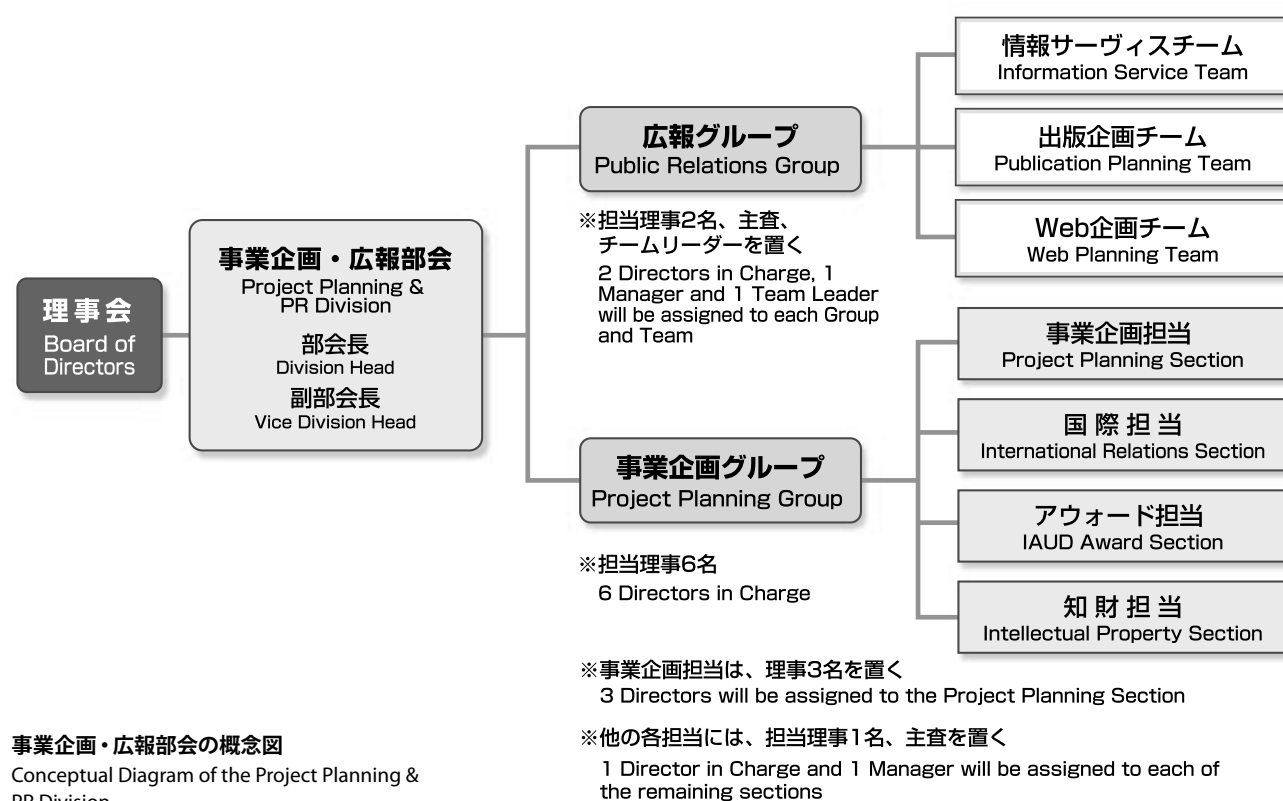 理事会
Board of
Directors
事業企画・広報部会
Project Planning &
PR Division
部会長
Division Head
副部会長
Vice Division Head
広報グループ
Public Relations Group
※担当理事2名、主査、
チームリーダーを置く
2 Directors in Charge, 1
Manager and 1 Team Leader
will be assigned to each Group
and Team
情報サーヴィスチーム
Information Service Team
出版企画チーム
Publication Planning Team
Web企画チーム
Web Planning Team
事業企画グループ
Project Planning Group
※担当理事6名
6 Directors in Charge
事業企画担当
Project Planning Section
国際担当
International Relations Section
アウォード担当
IAUD Award Section
知財担当
Intellectual Property Section
※事業企画担当は、理事3名を置く
3 Directors will be assigned to the Project Planning Section
※他の各担当には、担当理事1名、主査を置く
1 Director in Charge and 1 Manager will be assigned to each of
the remaining sections
事業企画・広報部会の概念図
Conceptual Diagram of the Project Planning &
PR Division